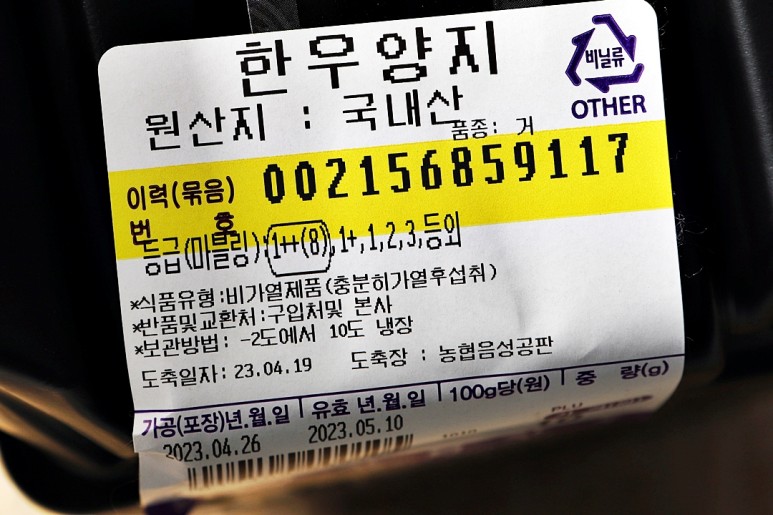 한우양지
비닐류
OTHER
원산지 : 국내산
품종: 거
이력(묶음) 002156859117
번 호
등급(마블링):1++(8),1+,1,2,3,등외
*식품유형:비가열제품(충분히가열후섭취)
*반품및교환처:구입처및 본사
*보관방법: -2도에서 10도 냉장
도축일자: 23.04.19 도축장 : 농협음성공판
가공(포장)년.월.일 유효 년.월.일 100g당(원) 중 량(g)
2023.04.26 2023.05.10 PLU